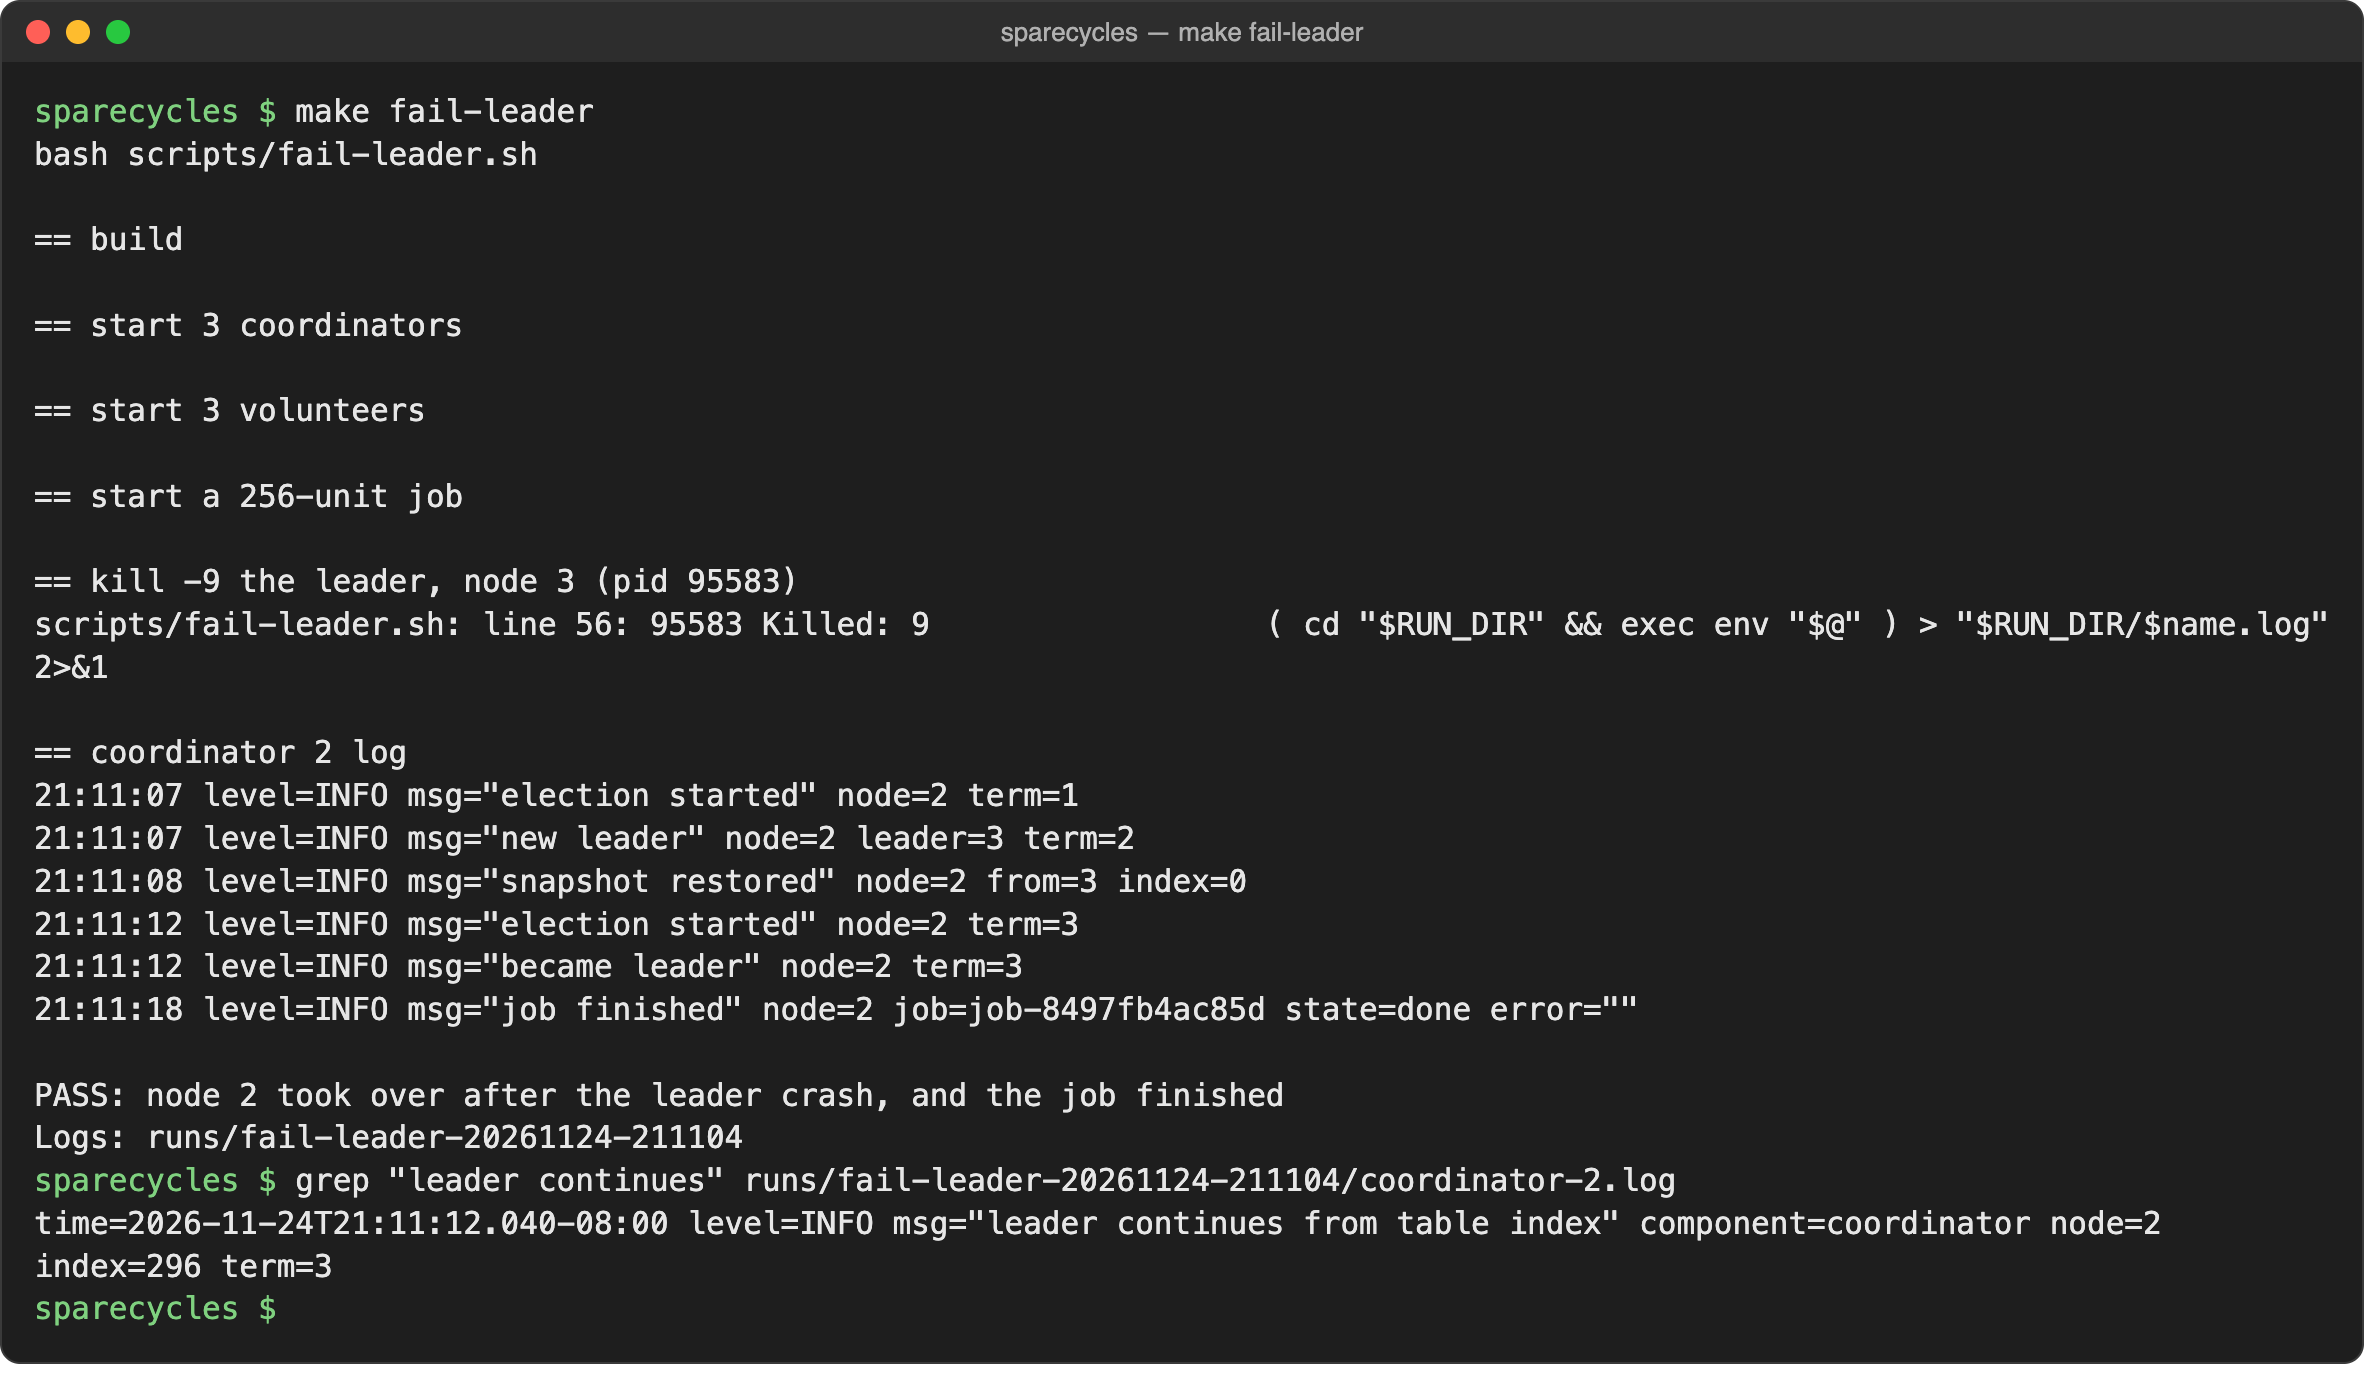 sparecycles — make fail-leader
sparecycles $ make fail-leader
bash scripts/fail-leader.sh
== build
== start 3 coordinators
== start 3 volunteers
== start a 256-unit job
== kill -9 the leader, node 3 (pid 95583)
scripts/fail-leader.sh: line 56: 95583 Killed: 9                  ( cd "$RUN_DIR" && exec env "$@" ) > "$RUN_DIR/$name.log"
2>&1
== coordinator 2 log
21:11:07 level=INFO msg="election started" node=2 term=1
21:11:07 level=INFO msg="new leader" node=2 leader=3 term=2
21:11:08 level=INFO msg="snapshot restored" node=2 from=3 index=0
21:11:12 level=INFO msg="election started" node=2 term=3
21:11:12 level=INFO msg="became leader" node=2 term=3
21:11:18 level=INFO msg="job finished" node=2 job=job-8497fb4ac85d state=done error=""
PASS: node 2 took over after the leader crash, and the job finished
Logs: runs/fail-leader-20261124-211104
sparecycles $ grep "leader continues" runs/fail-leader-20261124-211104/coordinator-2.log
time=2026-11-24T21:11:12.040-08:00 level=INFO msg="leader continues from table index" component=coordinator node=2
index=296 term=3
sparecycles $